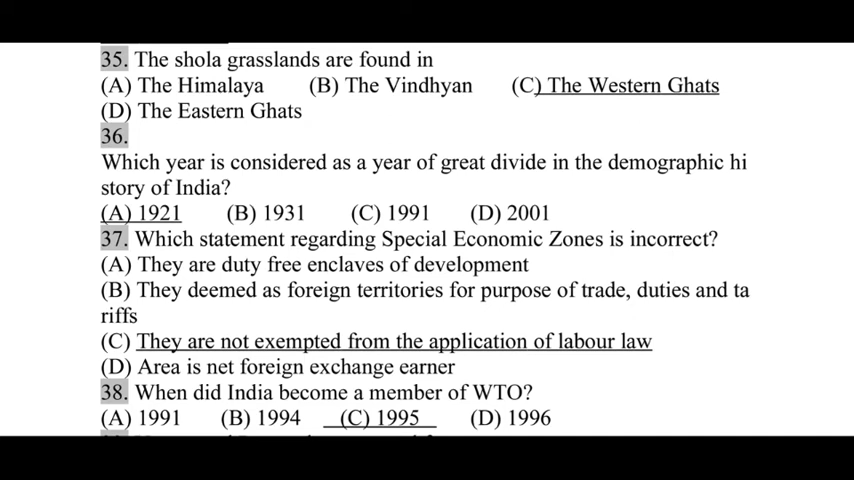 35. The shola grasslands are found in
(A) The Himalaya (B) The Vindhyan (C) The Western Ghats
(D) The Eastern Ghats
36.
Which year is considered as a year of great divide in the demographic hi
story of India?
(A) 1921 (B) 1931 (C) 1991 (D) 2001
37. Which statement regarding Special Economic Zones is incorrect?
(A) They are duty free enclaves of development
(B) They deemed as foreign territories for purpose of trade, duties and ta
riffs
(C) They are not exempted from the application of labour law
(D) Area is net foreign exchange earner
38. When did India become a member of WTO?
(A) 1991 (B) 1994 (C) 1995 (D) 1996